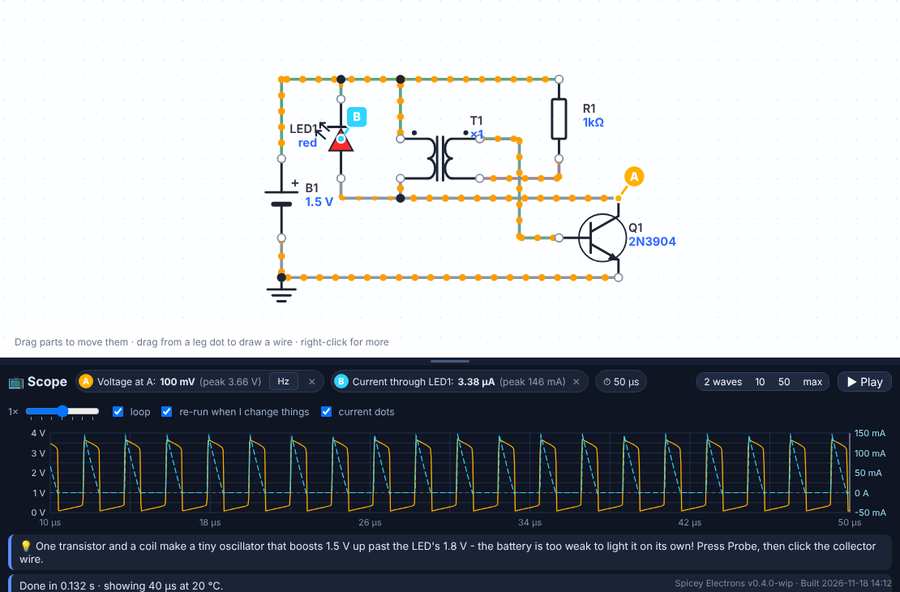 T1
×1
R1
1kΩ
LED1
red
B
A
+
B1
1.5 V
Q1
2N3904
Drag parts to move them · drag from a leg dot to draw a wire · right-click for more
📺 Scope
A Voltage at A: 100 mV (peak 3.66 V) Hz ×
B Current through LED1: 3.38 µA (peak 146 mA) ×
⏱ 50 µs
2 waves 10 50 max
▶ Play
1× loop re-run when I change things current dots
4 V
3 V
2 V
1 V
0 V
150 mA
100 mA
50 mA
0 A
-50 mA
10 µs 18 µs 26 µs 34 µs 42 µs 50 µs
💡 One transistor and a coil make a tiny oscillator that boosts 1.5 V up past the LED's 1.8 V - the battery is too weak to light it on its own! Press Probe, then click the collector
wire.
Done in 0.132 s · showing 40 µs at 20 °C.
Spicey Electrons v0.4.0-wip · Built 2026-11-18 14:12